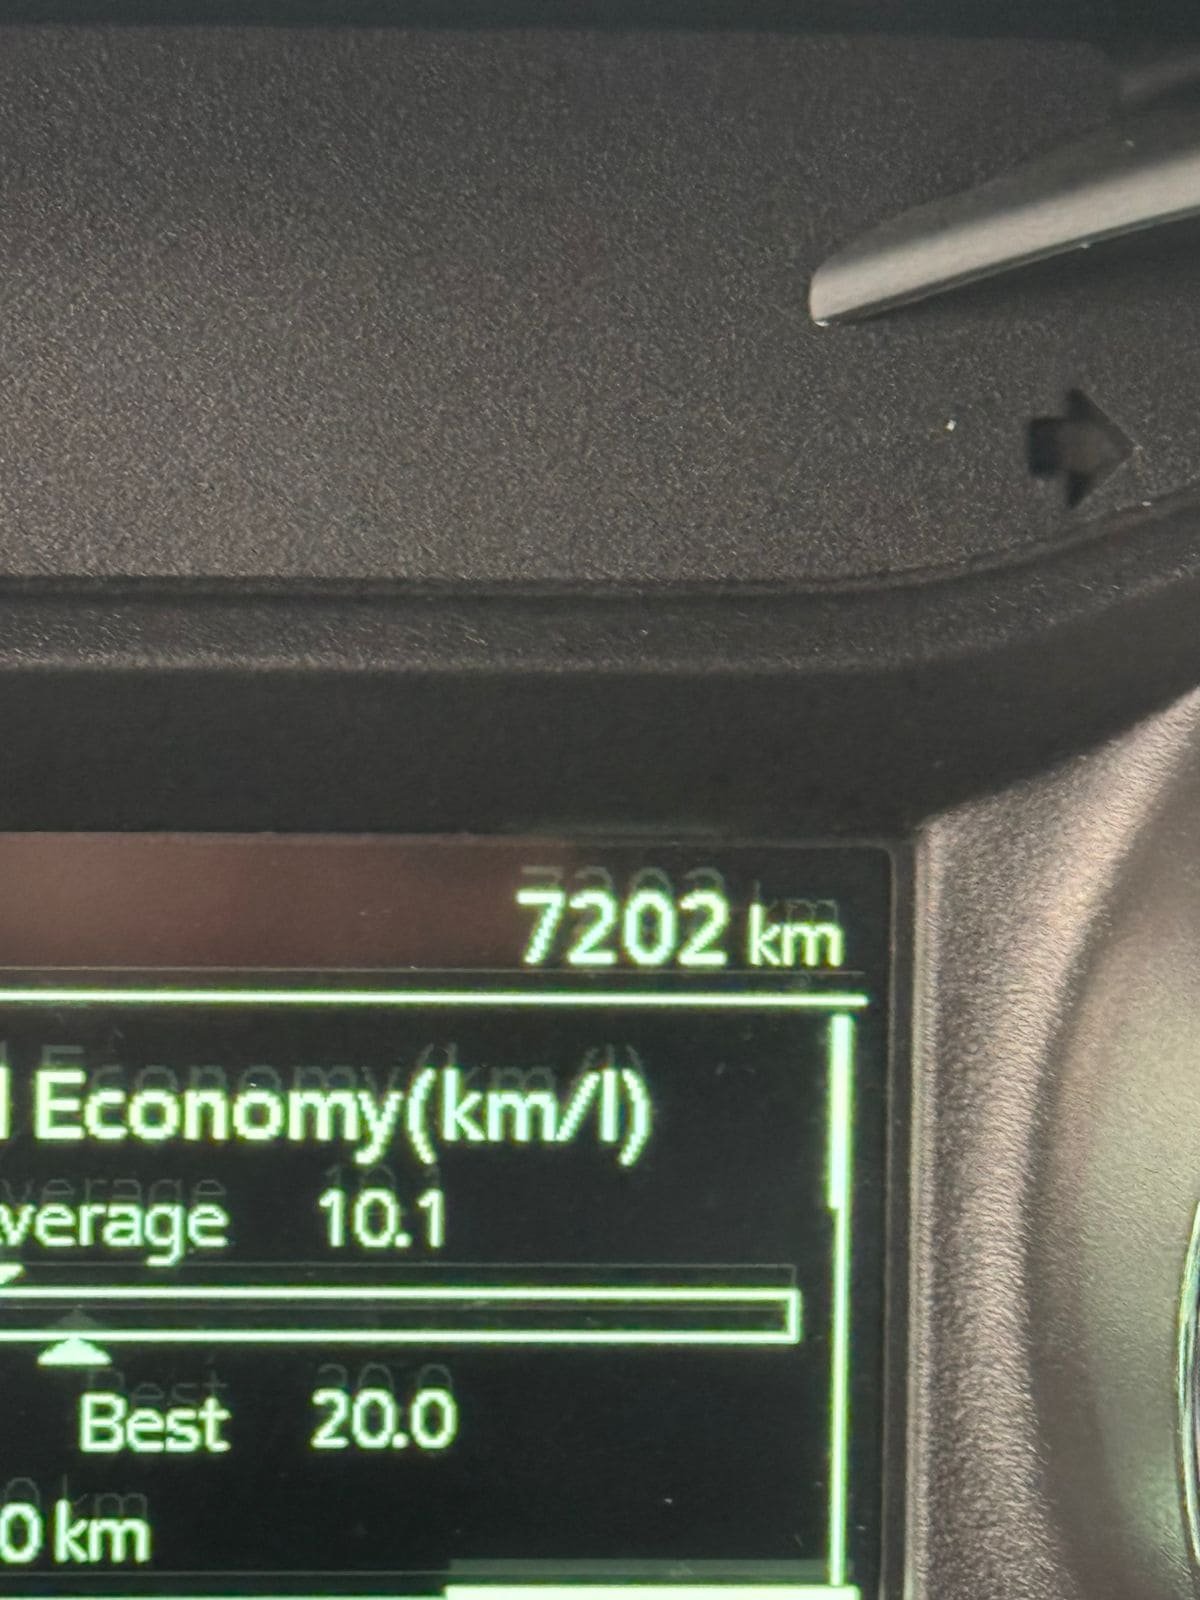 7202 km
l Economy(km/l)
verage 10.1
Best 20.0
0 km